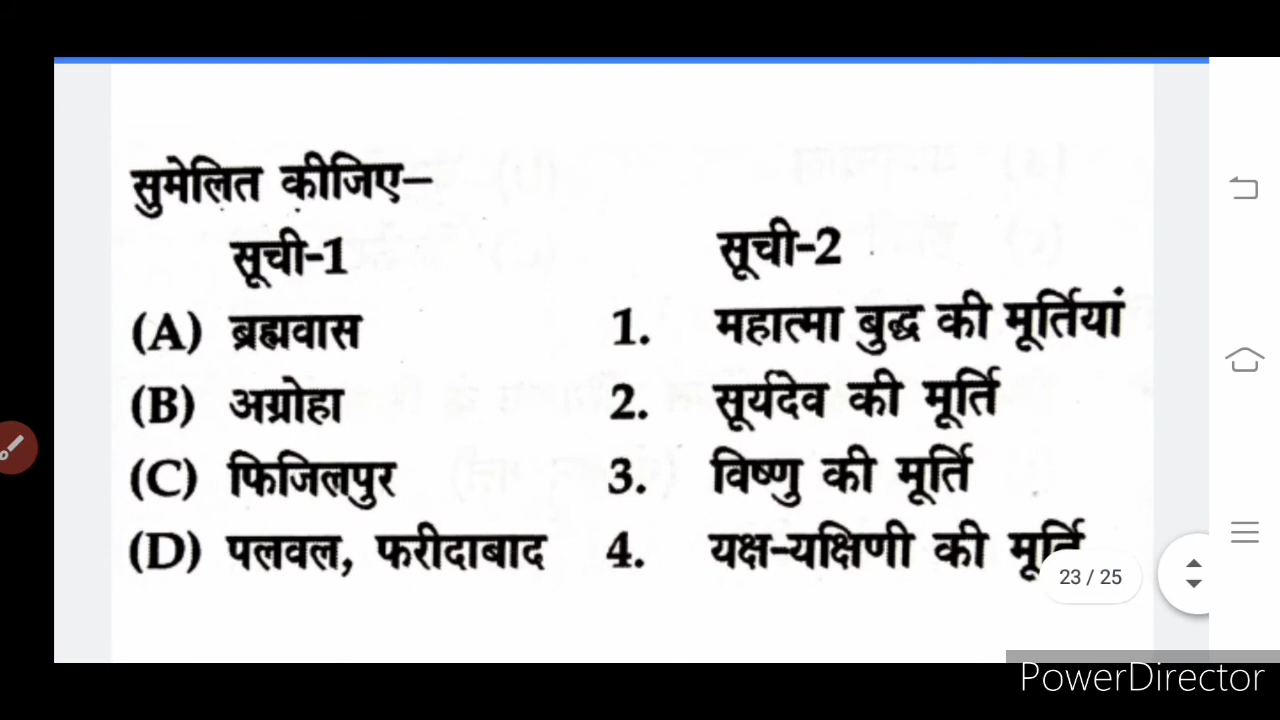 सुमेलित कीजिए–
सूची-1 सूची-2
(A) ब्रह्मवास 1. महात्मा बुद्ध की मूर्तियां
(B) अग्रोहा 2. सूर्यदेव की मूर्ति
(C) फिजिलपुर 3. विष्णु की मूर्ति
(D) पलवल, फरीदाबाद 4. यक्ष-यक्षिणी की मूर्ति
23 / 25
PowerDirector